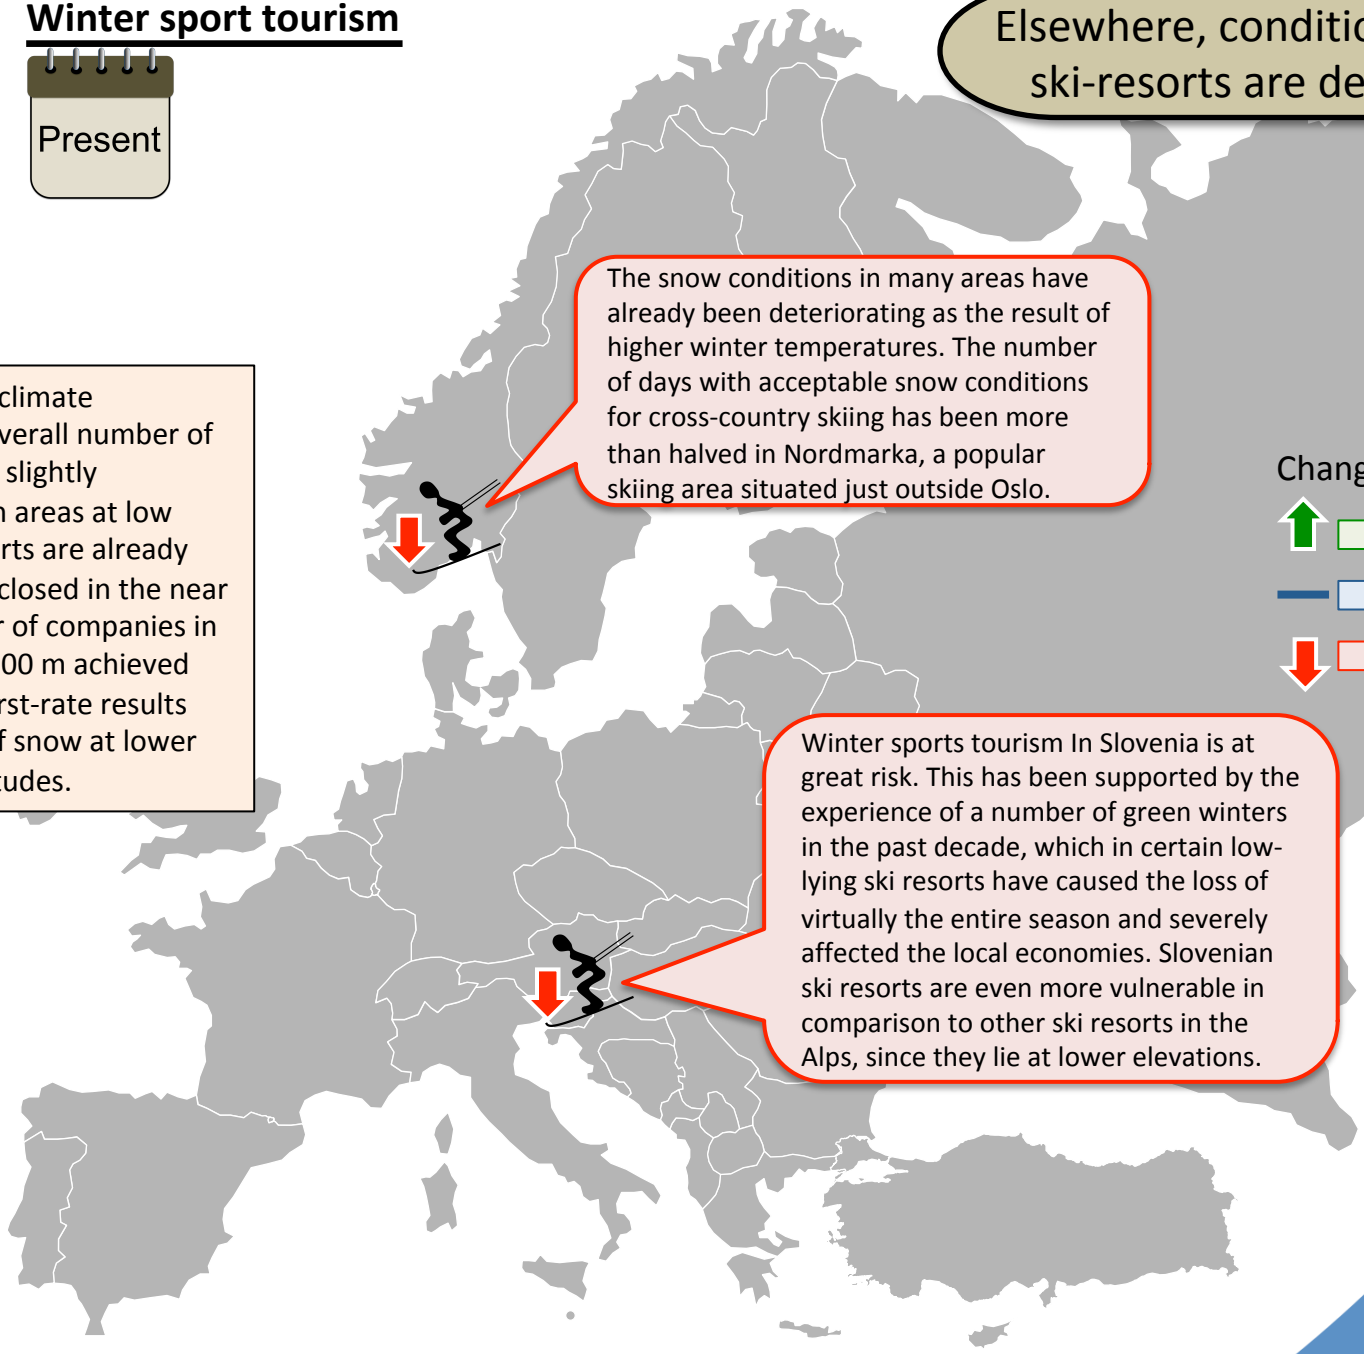 Winter sport tourism
Present
Elsewhere, conditio
ski-resorts are de
The snow conditions in many areas have
already been deteriorating as the result of
higher winter temperatures. The number
of days with acceptable snow conditions
for cross-country skiing has been more
than halved in Nordmarka, a popular
skiing area situated just outside Oslo.
climate
verall number of
slightly
n areas at low
rts are already
closed in the near
r of companies in
00 m achieved
rst-rate results
f snow at lower
tudes.
Chang
Winter sports tourism In Slovenia is at
great risk. This has been supported by the
experience of a number of green winters
in the past decade, which in certain low-
lying ski resorts have caused the loss of
virtually the entire season and severely
affected the local economies. Slovenian
ski resorts are even more vulnerable in
comparison to other ski resorts in the
Alps, since they lie at lower elevations.